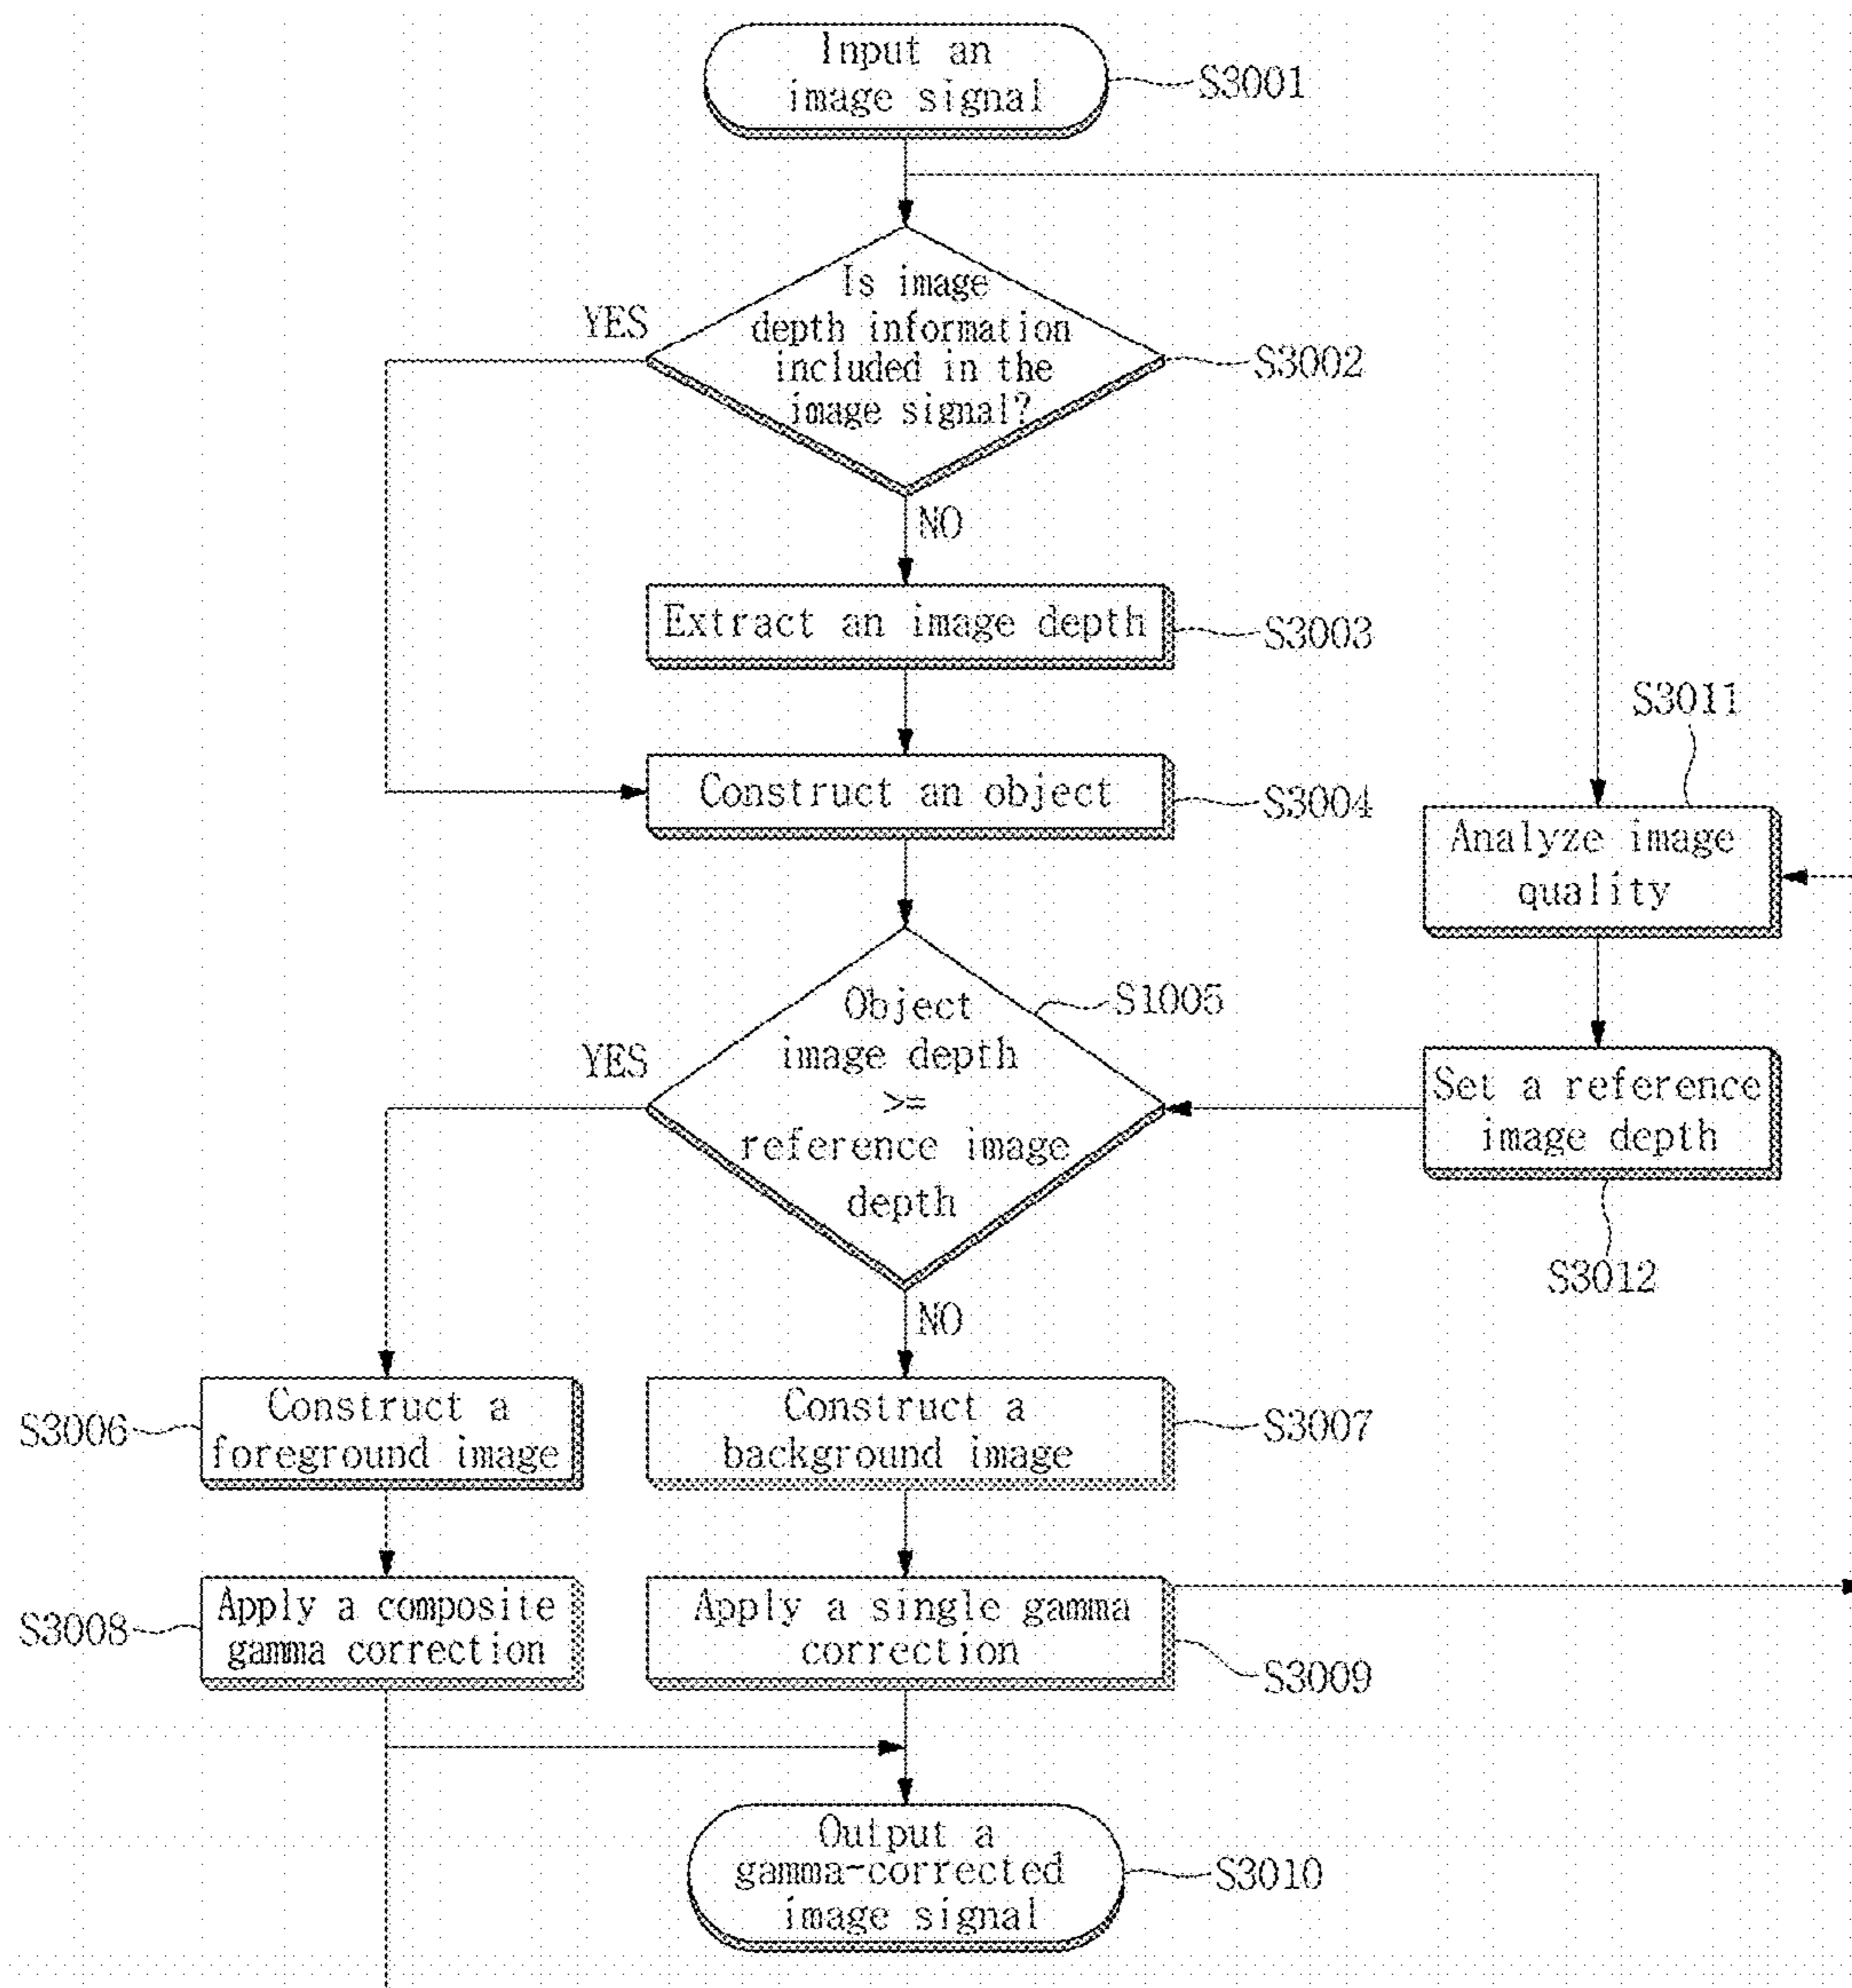 Input an
image signal
S3001
Is image
depth information
included in the
image signal?
YES
S3002
NO
Extract an image depth
S3003
Construct an object
S3004
S3011
Analyze image
quality
Object
image depth
>=
reference image
depth
S1005
YES
Set a reference
image depth
S3012
NO
S3006
Construct a
foreground image
Construct a
background image
S3007
S3008
Apply a composite
gamma correction
Apply a single gamma
correction
S3009
Output a
gamma-corrected
image signal
S3010